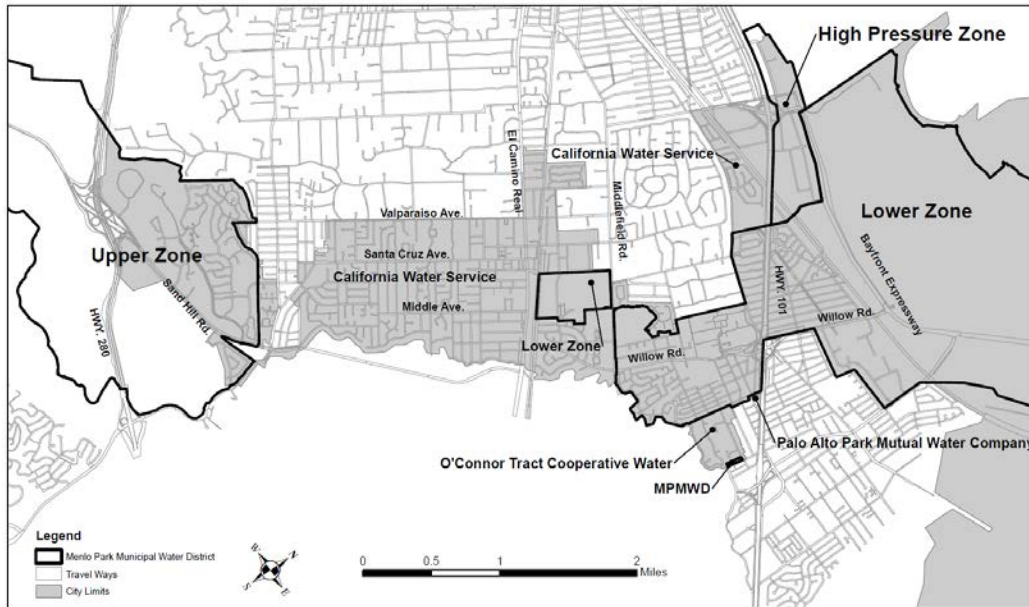 High Pressure Zone
California Water Service
El Camino Real
Middlefield Rd.
Valparaiso Ave.
Lower Zone
Upper Zone
Santa Cruz Ave.
California Water Service
Middle Ave.
HWY. 101
Bayfront Expressway
Sand Hill Rd.
HWY. 280
Willow Rd.
Lower Zone
Willow Rd.
Palo Alto Park Mutual Water Company
O'Connor Tract Cooperative Water
MPMWD
Legend
Menlo Park Municipal Water District
Travel Ways
City Limits
W
N
S
E
0
0.5
1
2
Miles